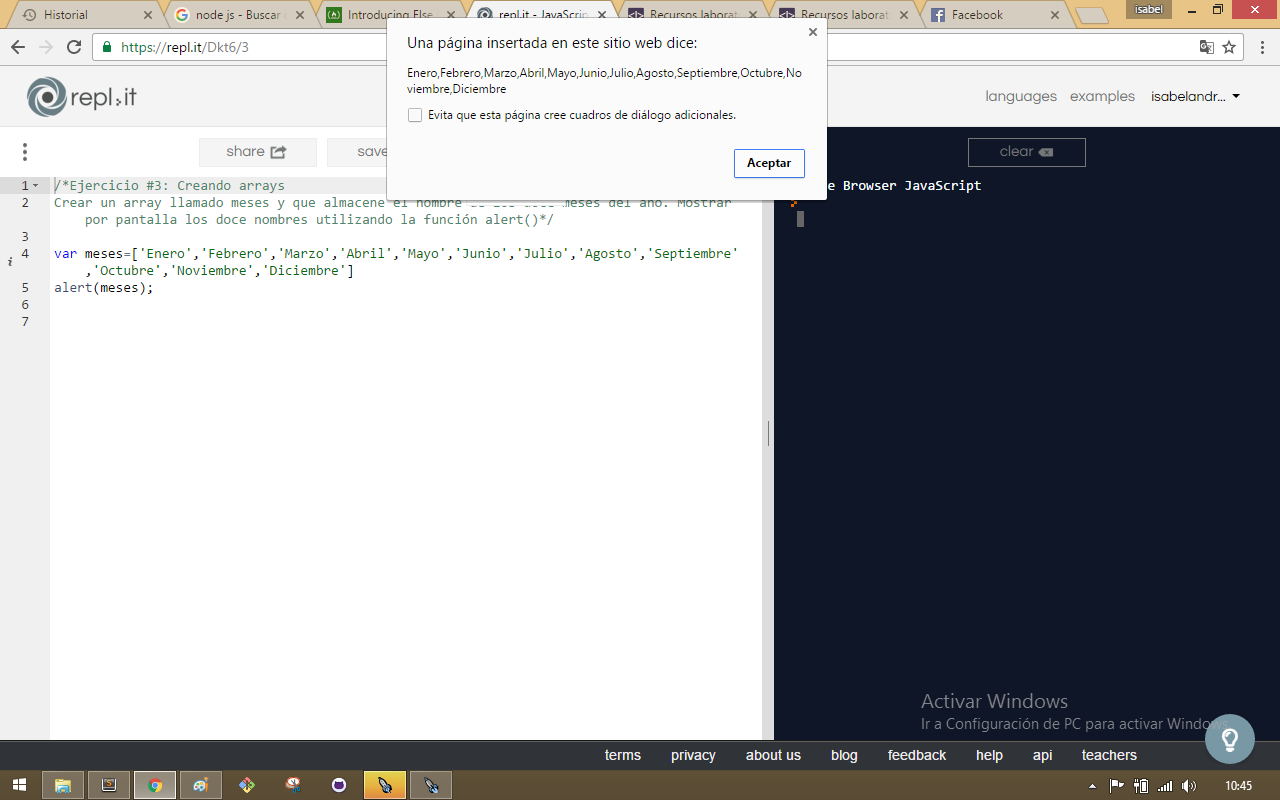 Historial
node js - Buscar
Introducing Else
repl.it - JavaScrip
Recursos laborat
Recursos laborat
Facebook
isabel
https://repl.it/Dkt6/3
Una página insertada en este sitio web dice:
Enero,Febrero,Marzo,Abril,Mayo,Junio,Julio,Agosto,Septiembre,Octubre,No
viembre,Diciembre
Evita que esta página cree cuadros de diálogo adicionales.
Aceptar
repl.it
languages
examples
isabelandr...
share
save
clear
Browser JavaScript
1 /*Ejercicio #3: Creando arrays
2 Crear un array llamado meses y que almacene el nombre de los doce meses del año. Mostrar
por pantalla los doce nombres utilizando la función alert()*/
3
4 var meses=['Enero','Febrero','Marzo','Abril','Mayo','Junio','Julio','Agosto','Septiembre'
,'Octubre','Noviembre','Diciembre']
5 alert(meses);
6
7
Activar Windows
Ir a Configuración de PC para activar Windows.
terms
privacy
about us
blog
feedback
help
api
teachers
10:45